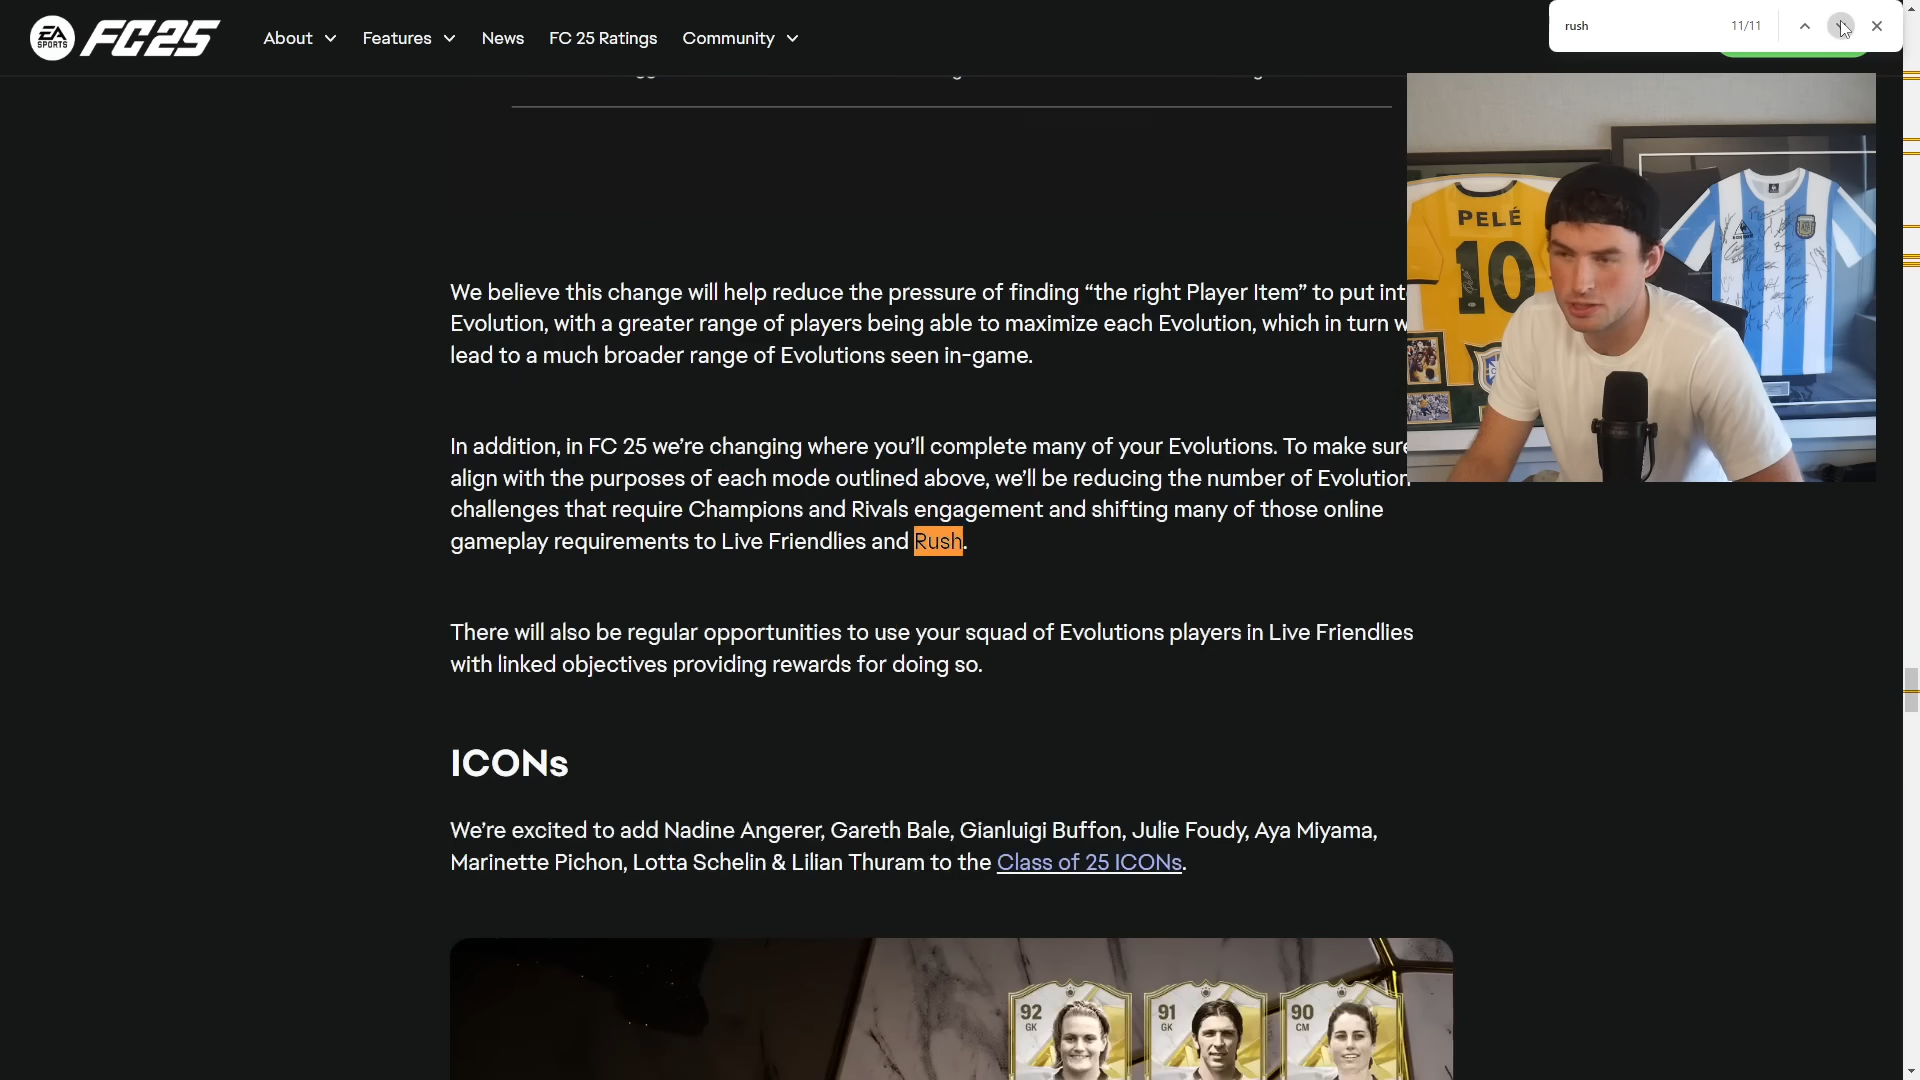 EA SPORTS FC 25
About
Features
News
FC 25 Ratings
Community
rush
11/11
We believe this change will help reduce the pressure of finding “the right Player Item” to put int
Evolution, with a greater range of players being able to maximize each Evolution, which in turn w
lead to a much broader range of Evolutions seen in-game.
In addition, in FC 25 we’re changing where you’ll complete many of your Evolutions. To make sure
align with the purposes of each mode outlined above, we’ll be reducing the number of Evolution
challenges that require Champions and Rivals engagement and shifting many of those online
gameplay requirements to Live Friendlies and Rush.
There will also be regular opportunities to use your squad of Evolutions players in Live Friendlies
with linked objectives providing rewards for doing so.
ICONs
We’re excited to add Nadine Angerer, Gareth Bale, Gianluigi Buffon, Julie Foudy, Aya Miyama,
Marinette Pichon, Lotta Schelin & Lilian Thuram to the Class of 25 ICONs.
92
GK
91
GK
90
CM
PELÉ
10